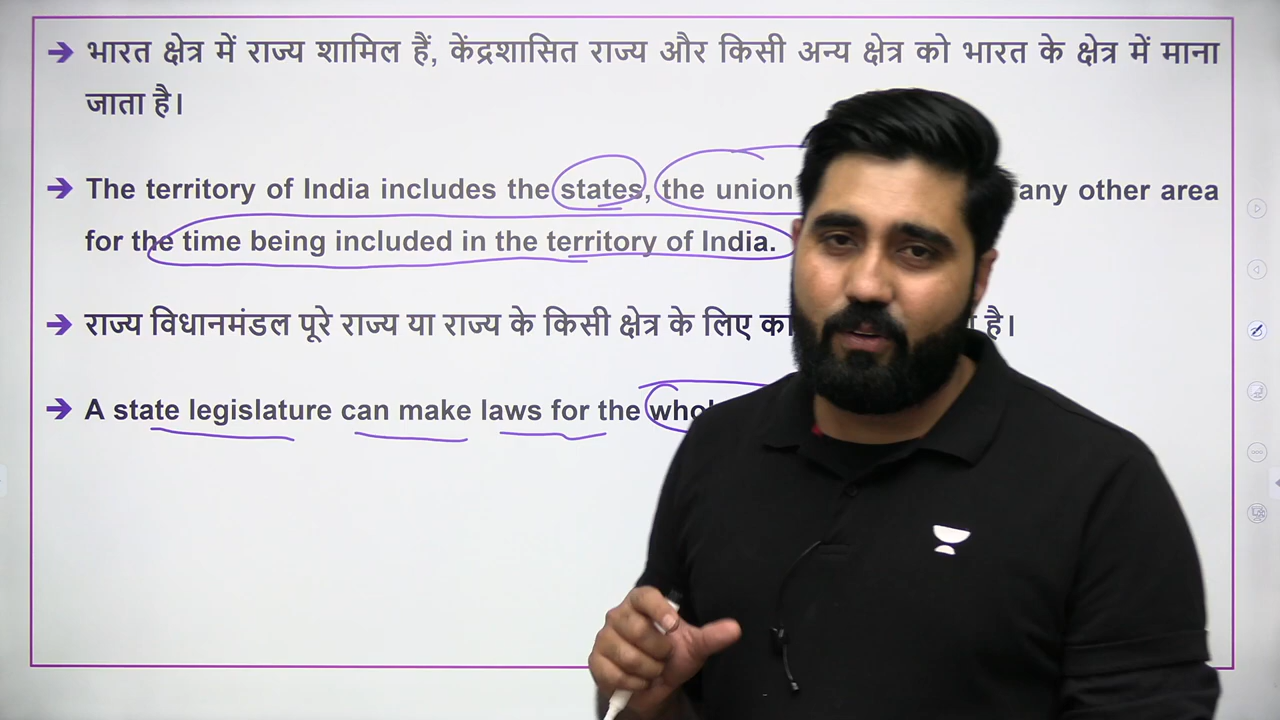 भारत क्षेत्र में राज्य शामिल हैं, केंद्रशासित राज्य और किसी अन्य क्षेत्र को भारत के क्षेत्र में माना
जाता है।
The territory of India includes the states, the union any other area
for the time being included in the territory of India.
राज्य विधानमंडल पूरे राज्य या राज्य के किसी क्षेत्र के लिए है।
A state legislature can make laws for the